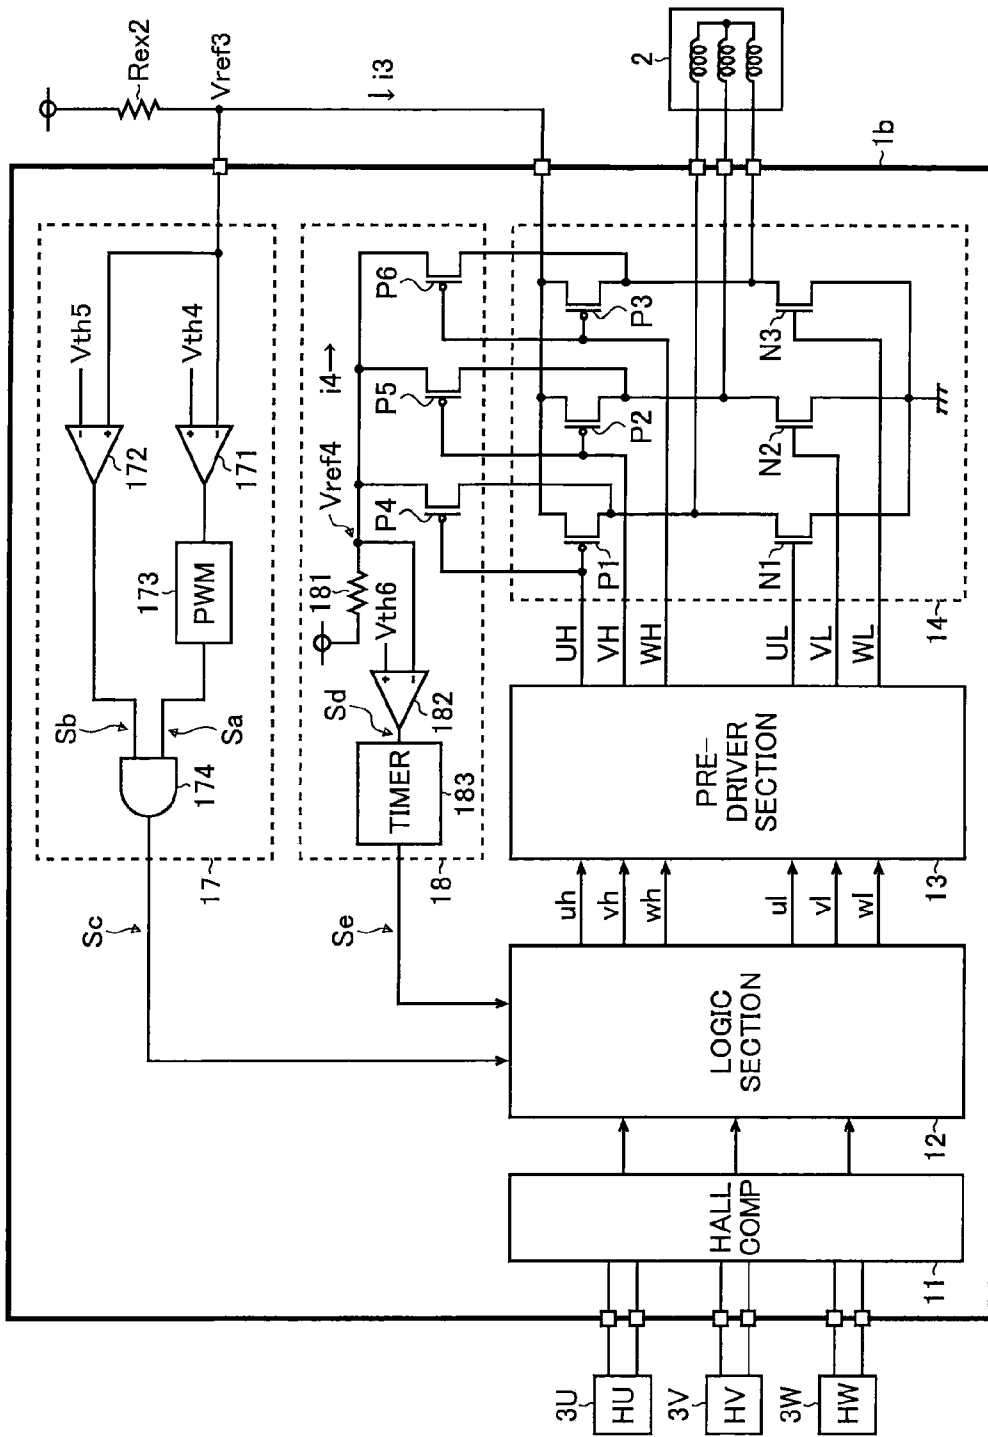 Rex2
Vref3
↓ i3
2
1b
Vth5
Vth4
172
171
173
PWM
Sb
Sa
174
17
Sc
i4→
Vref4
P6
P5
P4
181
Vth6
Sd
182
TIMER
183
18
Se
P3
P2
P1
N3
N2
N1
14
UH
VH
WH
UL
VL
WL
PRE-
DRIVER
SECTION
13
uh
vh
wh
ul
vl
wl
LOGIC
SECTION
12
HALL
COMP
11
3U
HU
3V
HV
3W
HW
+
-
+
-
+
-